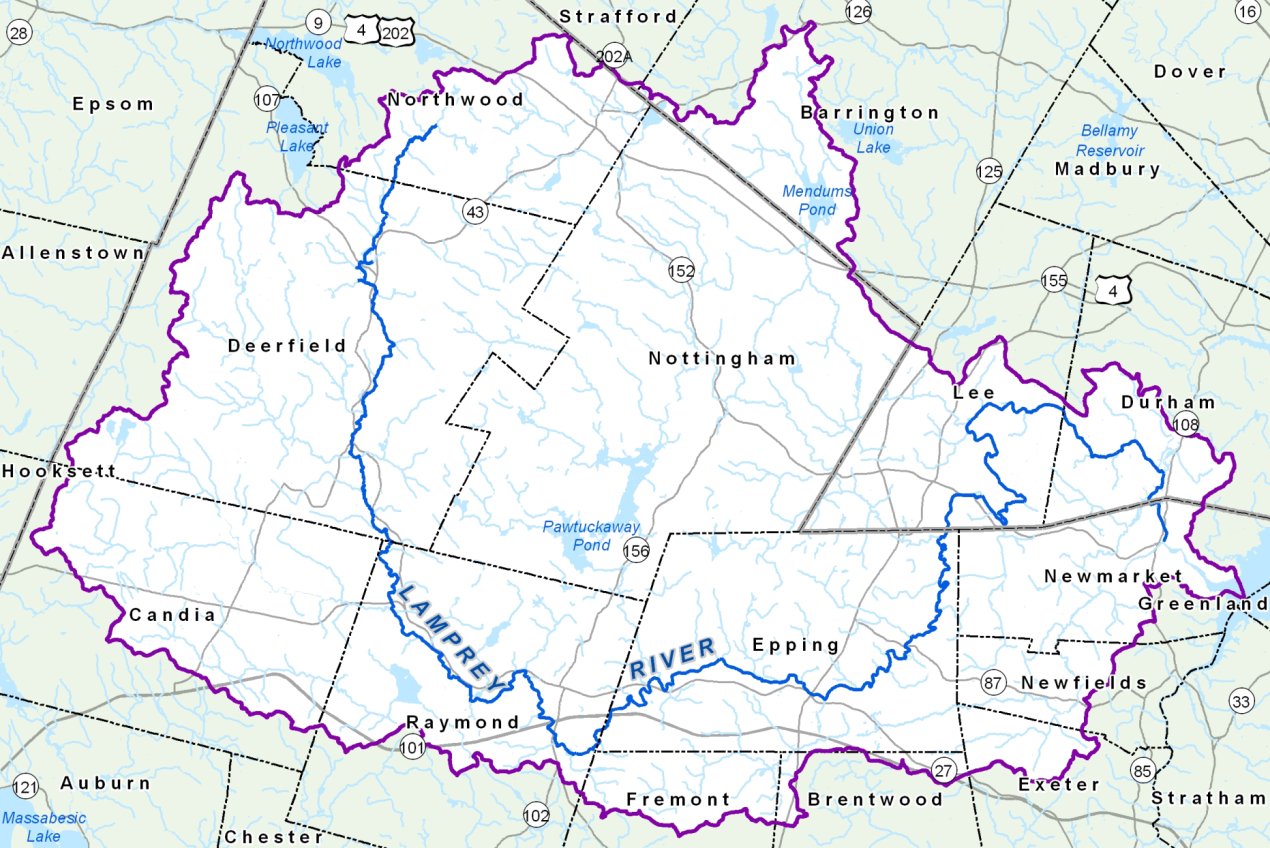 Strafford
126
16
9
4
202
28
Northwood
Lake
202A
Dover
Epsom
107
Northwood
Barrington
Pleasant
Lake
Union
Lake
Bellamy
Reservoir
125
Madbury
Mendums
Pond
43
Allenstown
152
155
4
Deerfield
Nottingham
Lee
Durham
108
Hooksett
Pawtuckaway
Pond
156
Newmarket
Greenland
Candia
LAMPREY
RIVER
Epping
87
Newfields
33
Raymond
101
27
85
Auburn
121
Fremont
Brentwood
Exeter
Stratham
Massabesic
Lake
102
Chester